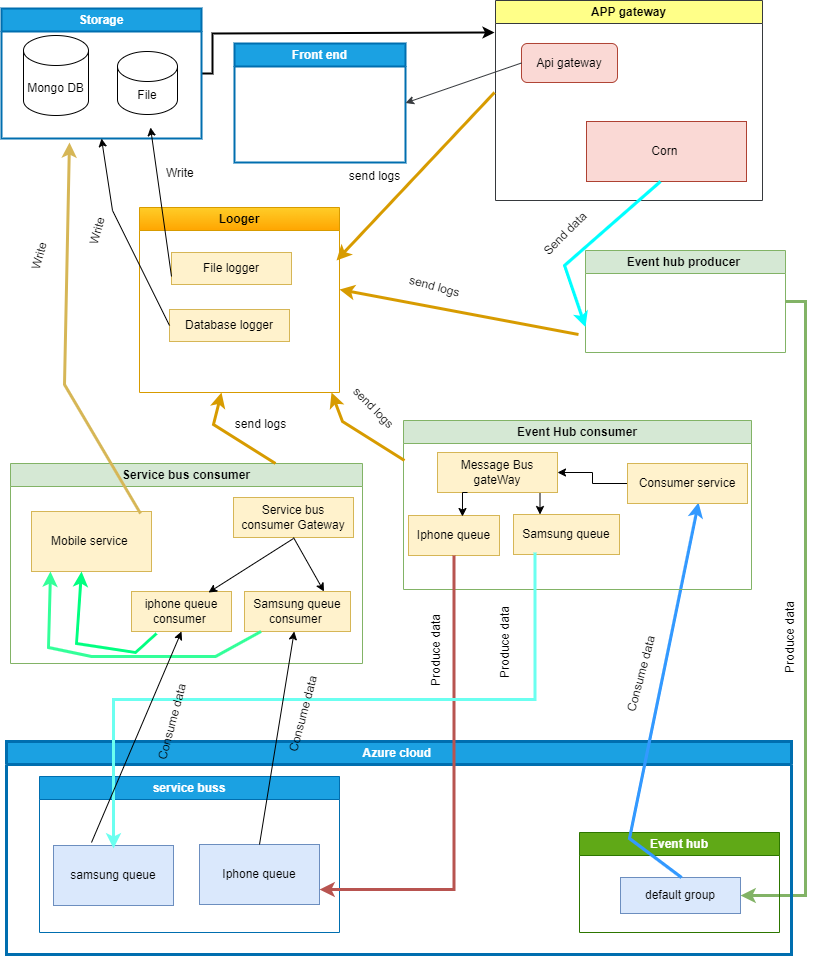 Storage
Mongo DB
File
Front end
APP gateway
Api gateway
Corn
send logs
Write
Write
Write
Looger
File logger
Database logger
Send data
Event hub producer
send logs
send logs
send logs
Event Hub consumer
Message Bus
gateWay
Consumer service
Iphone queue
Samsung queue
Service bus consumer
Service bus
consumer Gateway
Mobile service
iphone queue
consumer
Samsung queue
consumer
Produce data
Produce data
Produce data
Consume data
Consume data
Consume data
Azure cloud
service buss
samsung queue
Iphone queue
Event hub
default group